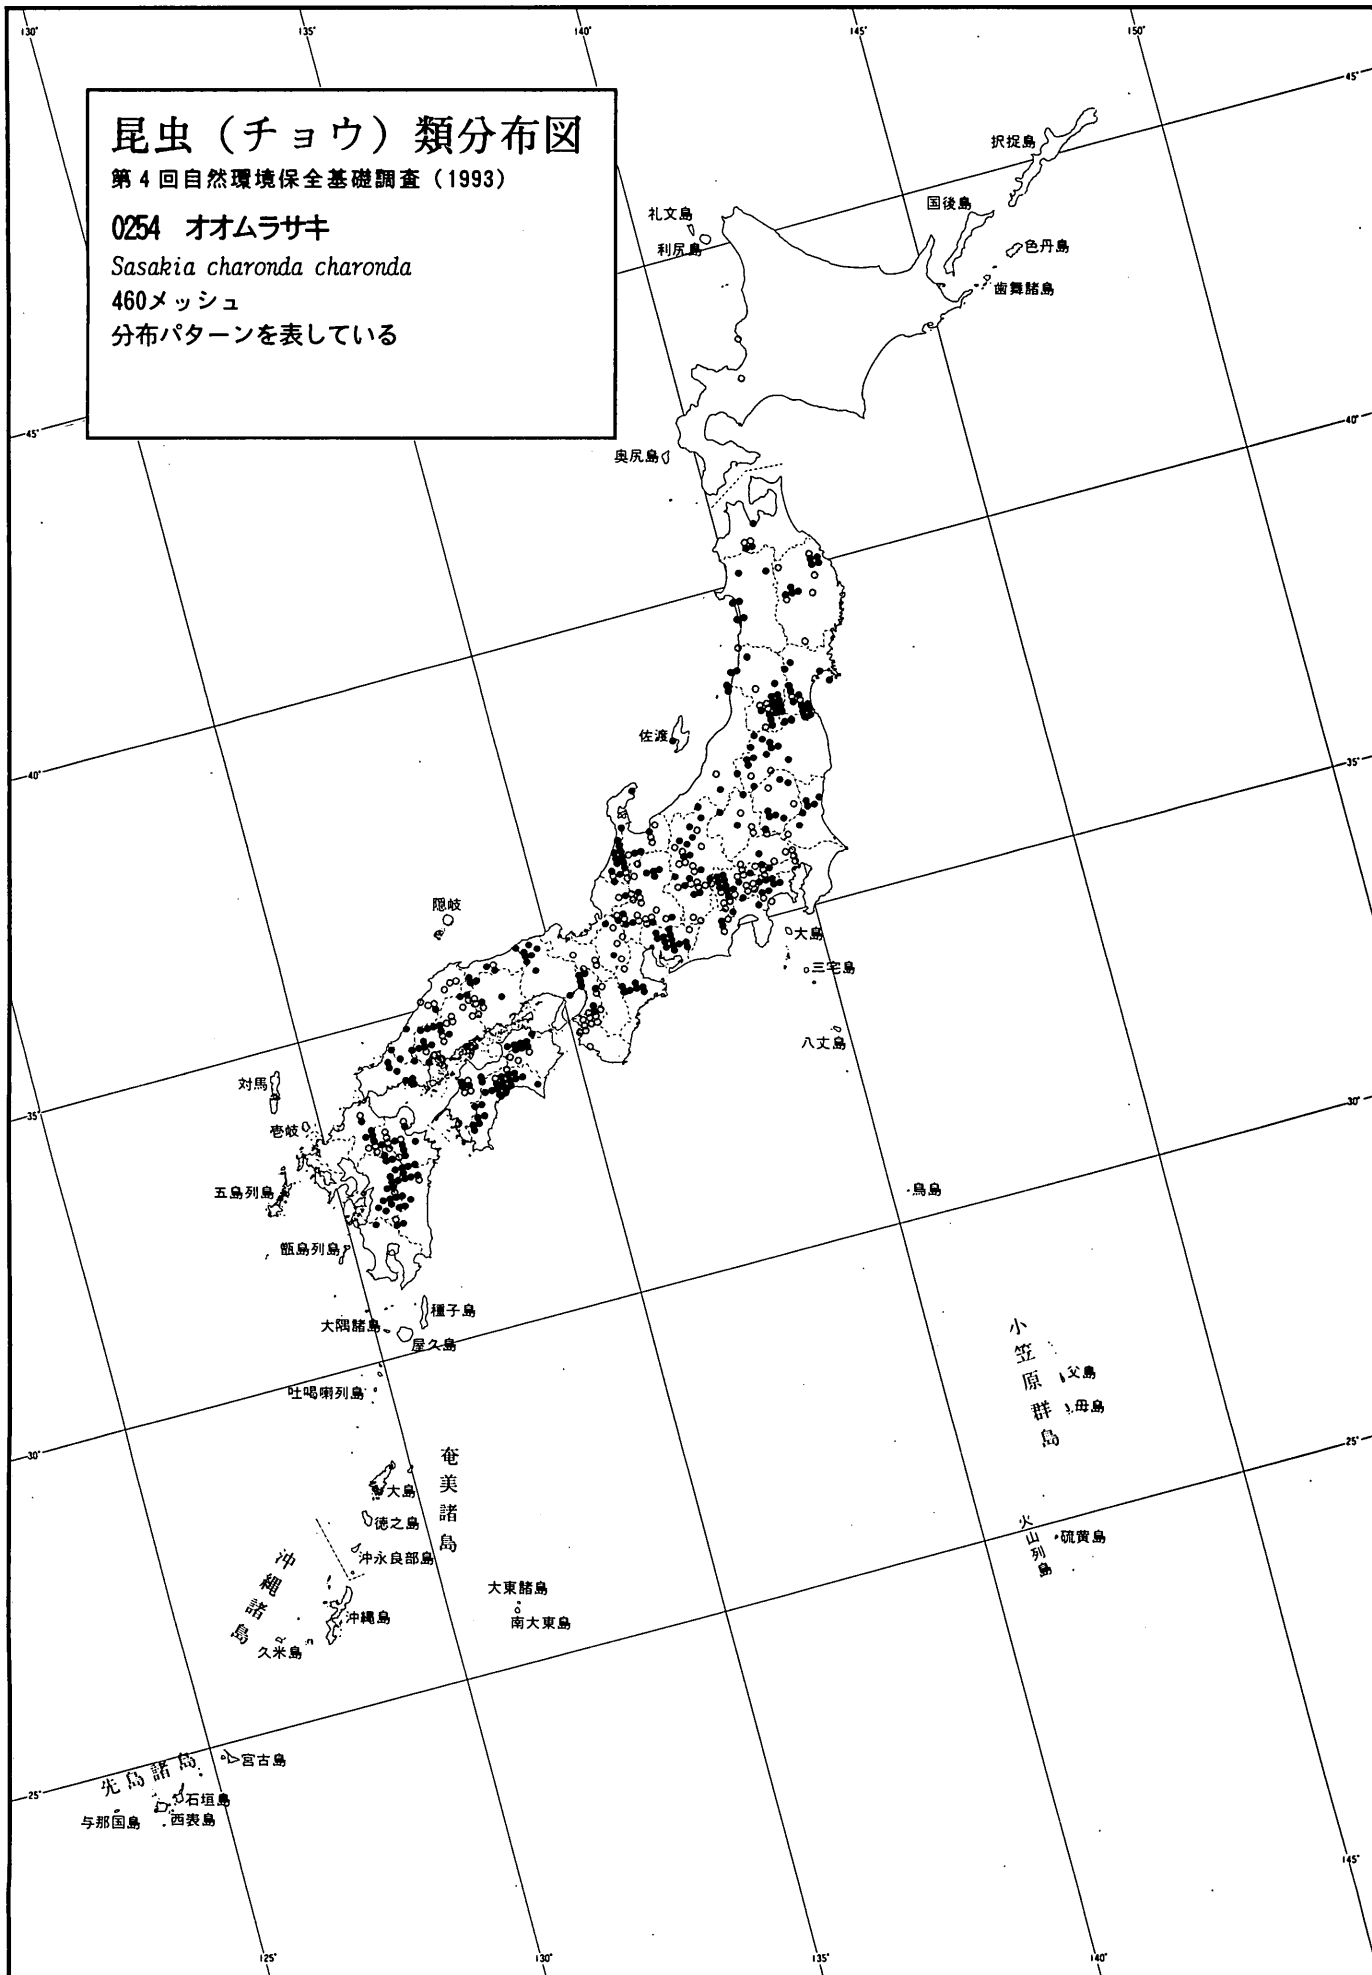 130°
135°
140°
145°
150°
45°
昆虫（チョウ）類分布図
第4回自然環境保全基礎調査（1993）
0254 オオムラサキ
Sasakia charonda charonda
460メッシュ
分布パターンを表している
択捉島
国後島
礼文島
利尻島
色丹島
歯舞諸島
45°
40°
奥尻島
佐渡
40°
35°
隠岐
大島
三宅島
八丈島
対馬
35°
壱岐
30°
五島列島
鳥島
甑島列島
種子島
大隅諸島
屋久島
吐喝喇列島
小笠原群島
父島
母島
30°
25°
奄美諸島
大島
徳之島
火山列島
硫黄島
沖永良部島
沖縄諸島
大東諸島
沖縄島
南大東島
久米島
先島諸島
宮古島
25°
石垣島
与那国島
西表島
145°
125°
130°
135°
140°